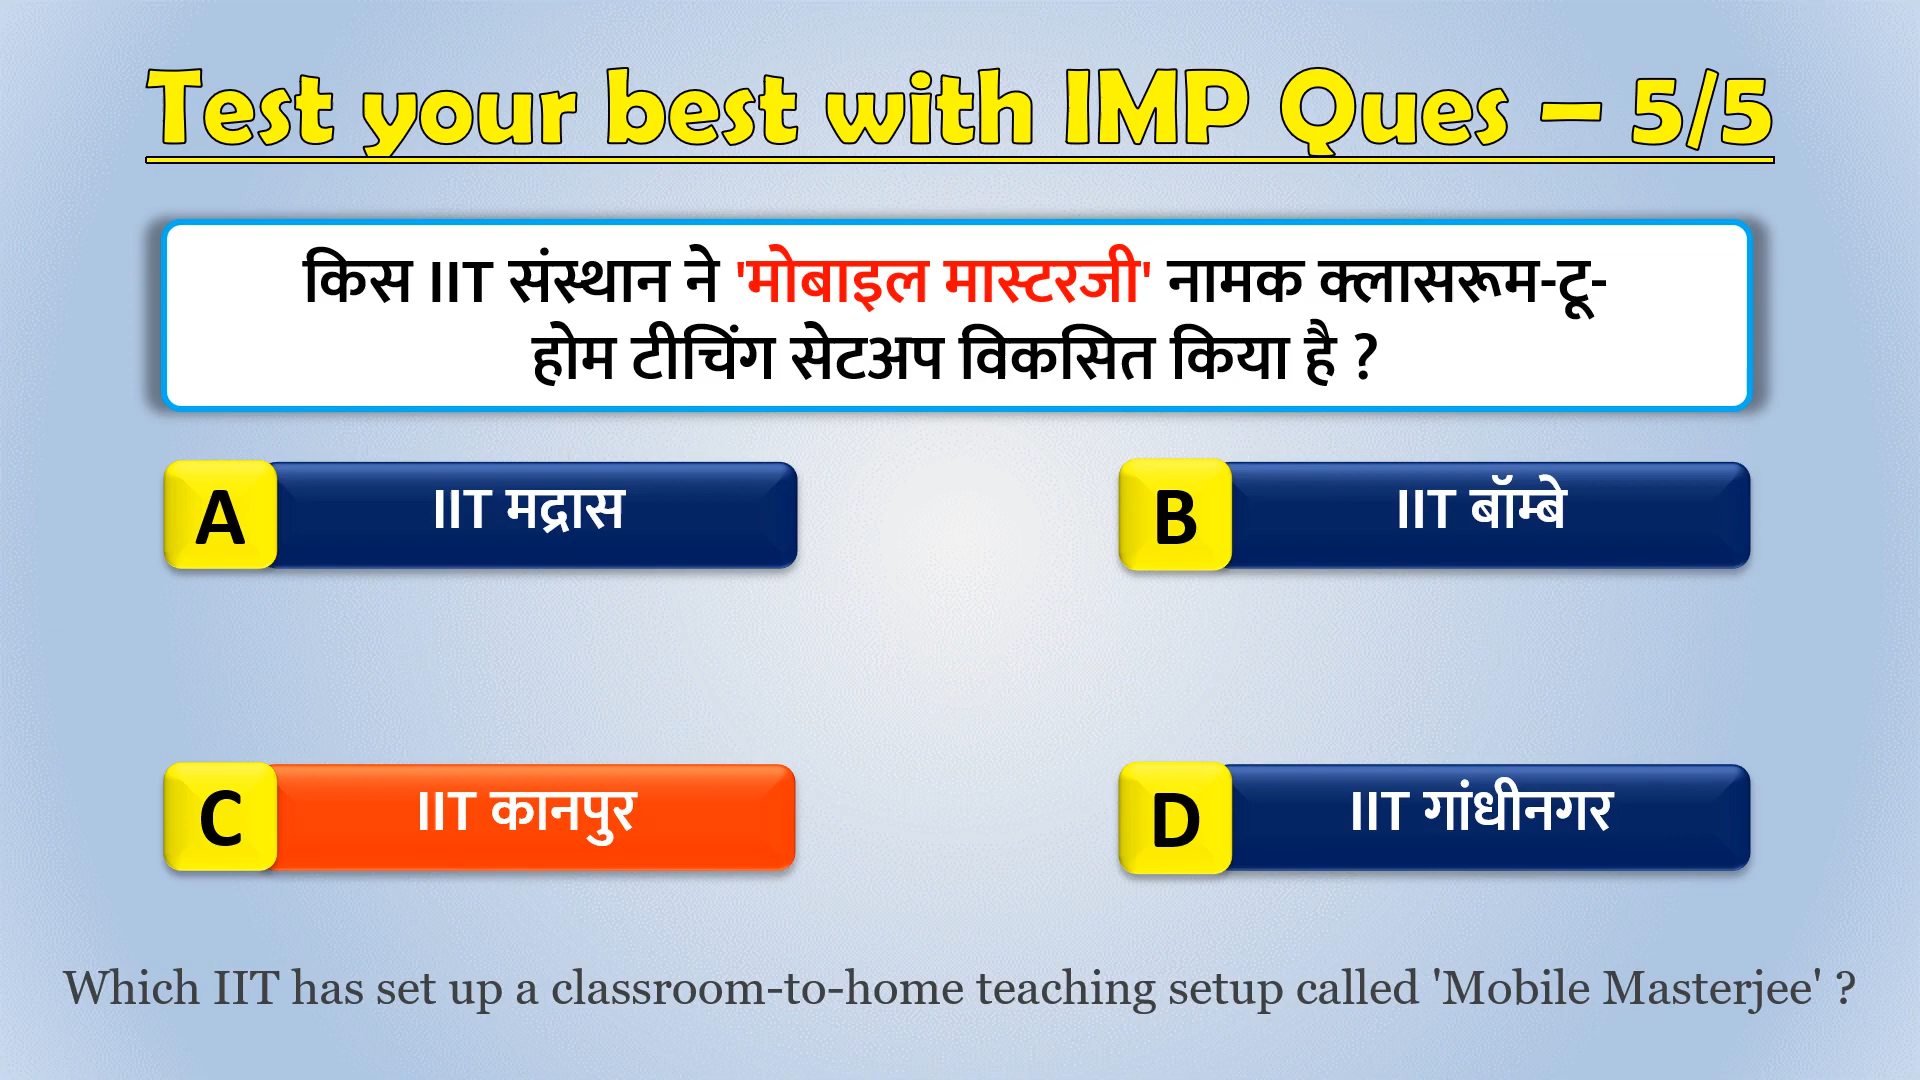 Test your best with IMP Ques – 5/5
किस IIT संस्थान ने 'मोबाइल मास्टरजी' नामक क्लासरूम-टू-
होम टीचिंग सेटअप विकसित किया है ?
A IIT मद्रास
B IIT बॉम्बे
C IIT कानपुर
D IIT गांधीनगर
Which IIT has set up a classroom-to-home teaching setup called 'Mobile Masterjee' ?